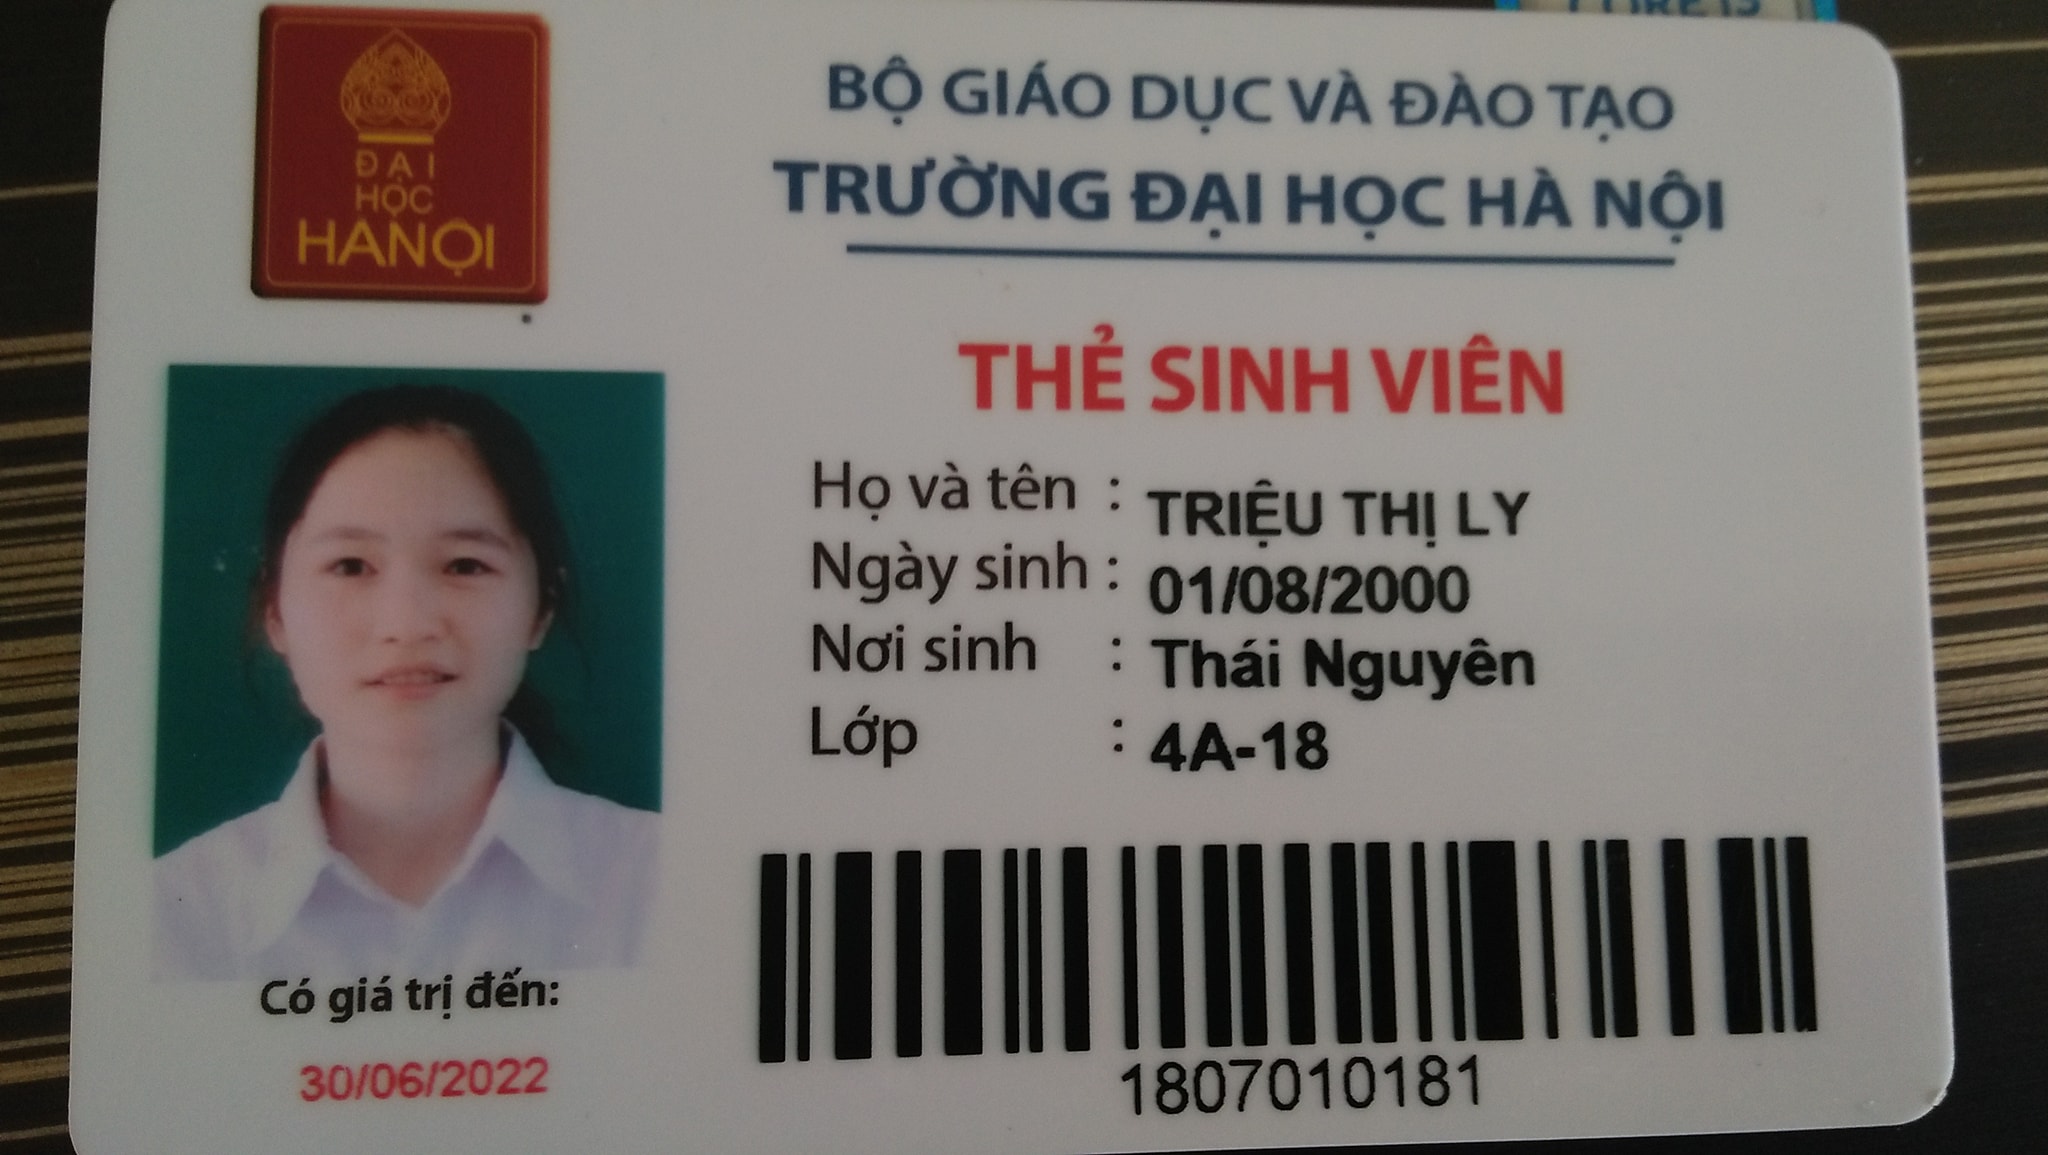 ĐẠI
HỌC
HÀNỘI
BỘ GIÁO DỤC VÀ ĐÀO TẠO
TRƯỜNG ĐẠI HỌC HÀ NỘI
THẺ SINH VIÊN
Họ và tên : TRIỆU THỊ LY
Ngày sinh : 01/08/2000
Nơi sinh : Thái Nguyên
Lớp : 4A-18
Có giá trị đến:
30/06/2022
1807010181